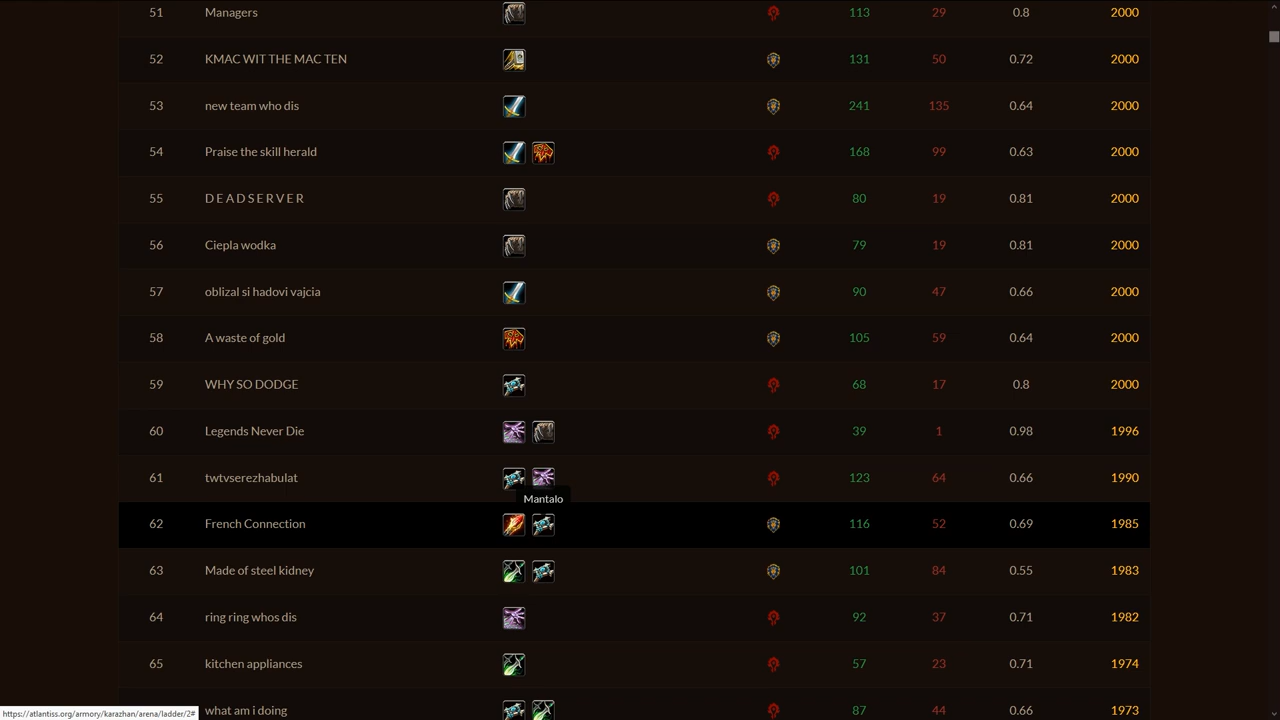 51 Managers 113 29 0.8 2000
52 KMAC WIT THE MAC TEN 131 50 0.72 2000
53 new team who dis 241 135 0.64 2000
54 Praise the skill herald 168 99 0.63 2000
55 D E A D S E R V E R 80 19 0.81 2000
56 Ciepla wodka 79 19 0.81 2000
57 oblizal si hadovi vajcia 90 47 0.66 2000
58 A waste of gold 105 59 0.64 2000
59 WHY SO DODGE 68 17 0.8 2000
60 Legends Never Die 39 1 0.98 1996
61 twtvserezhabulat 123 64 0.66 1990
Mantalo
62 French Connection 116 52 0.69 1985
63 Made of steel kidney 101 84 0.55 1983
64 ring ring whos dis 92 37 0.71 1982
65 kitchen appliances 57 23 0.71 1974
what am i doing 87 44 0.66 1973
https://atlantiss.org/armory/karazhan/arena/ladder/2#